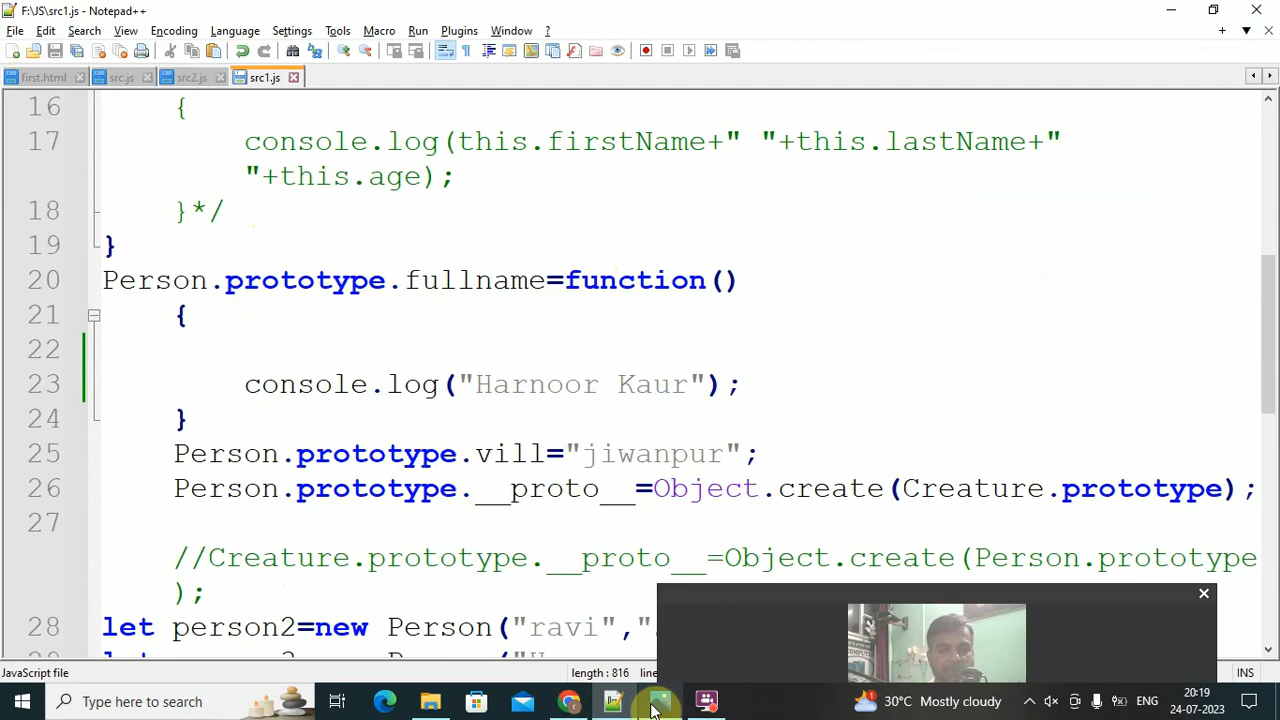 F:\JS\src1.js - Notepad++
File Edit Search View Encoding Language Settings Tools Macro Run Plugins Window ?
first.html src.js src2.js src1.js
16 {
17 console.log(this.firstName+" "+this.lastName+"
"+this.age);
18 }*/
19 }
20 Person.prototype.fullname=function()
21 {
22
23 console.log("Harnoor Kaur");
24 }
25 Person.prototype.vill="jiwanpur";
26 Person.prototype.__proto__=Object.create(Creature.prototype);
27
//Creature.prototype.__proto__=Object.create(Person.prototype
);
28 let person2=new Person("ravi","
JavaScript file length : 816 line INS
Type here to search 30°C Mostly cloudy ENG 20:19
24-07-2023